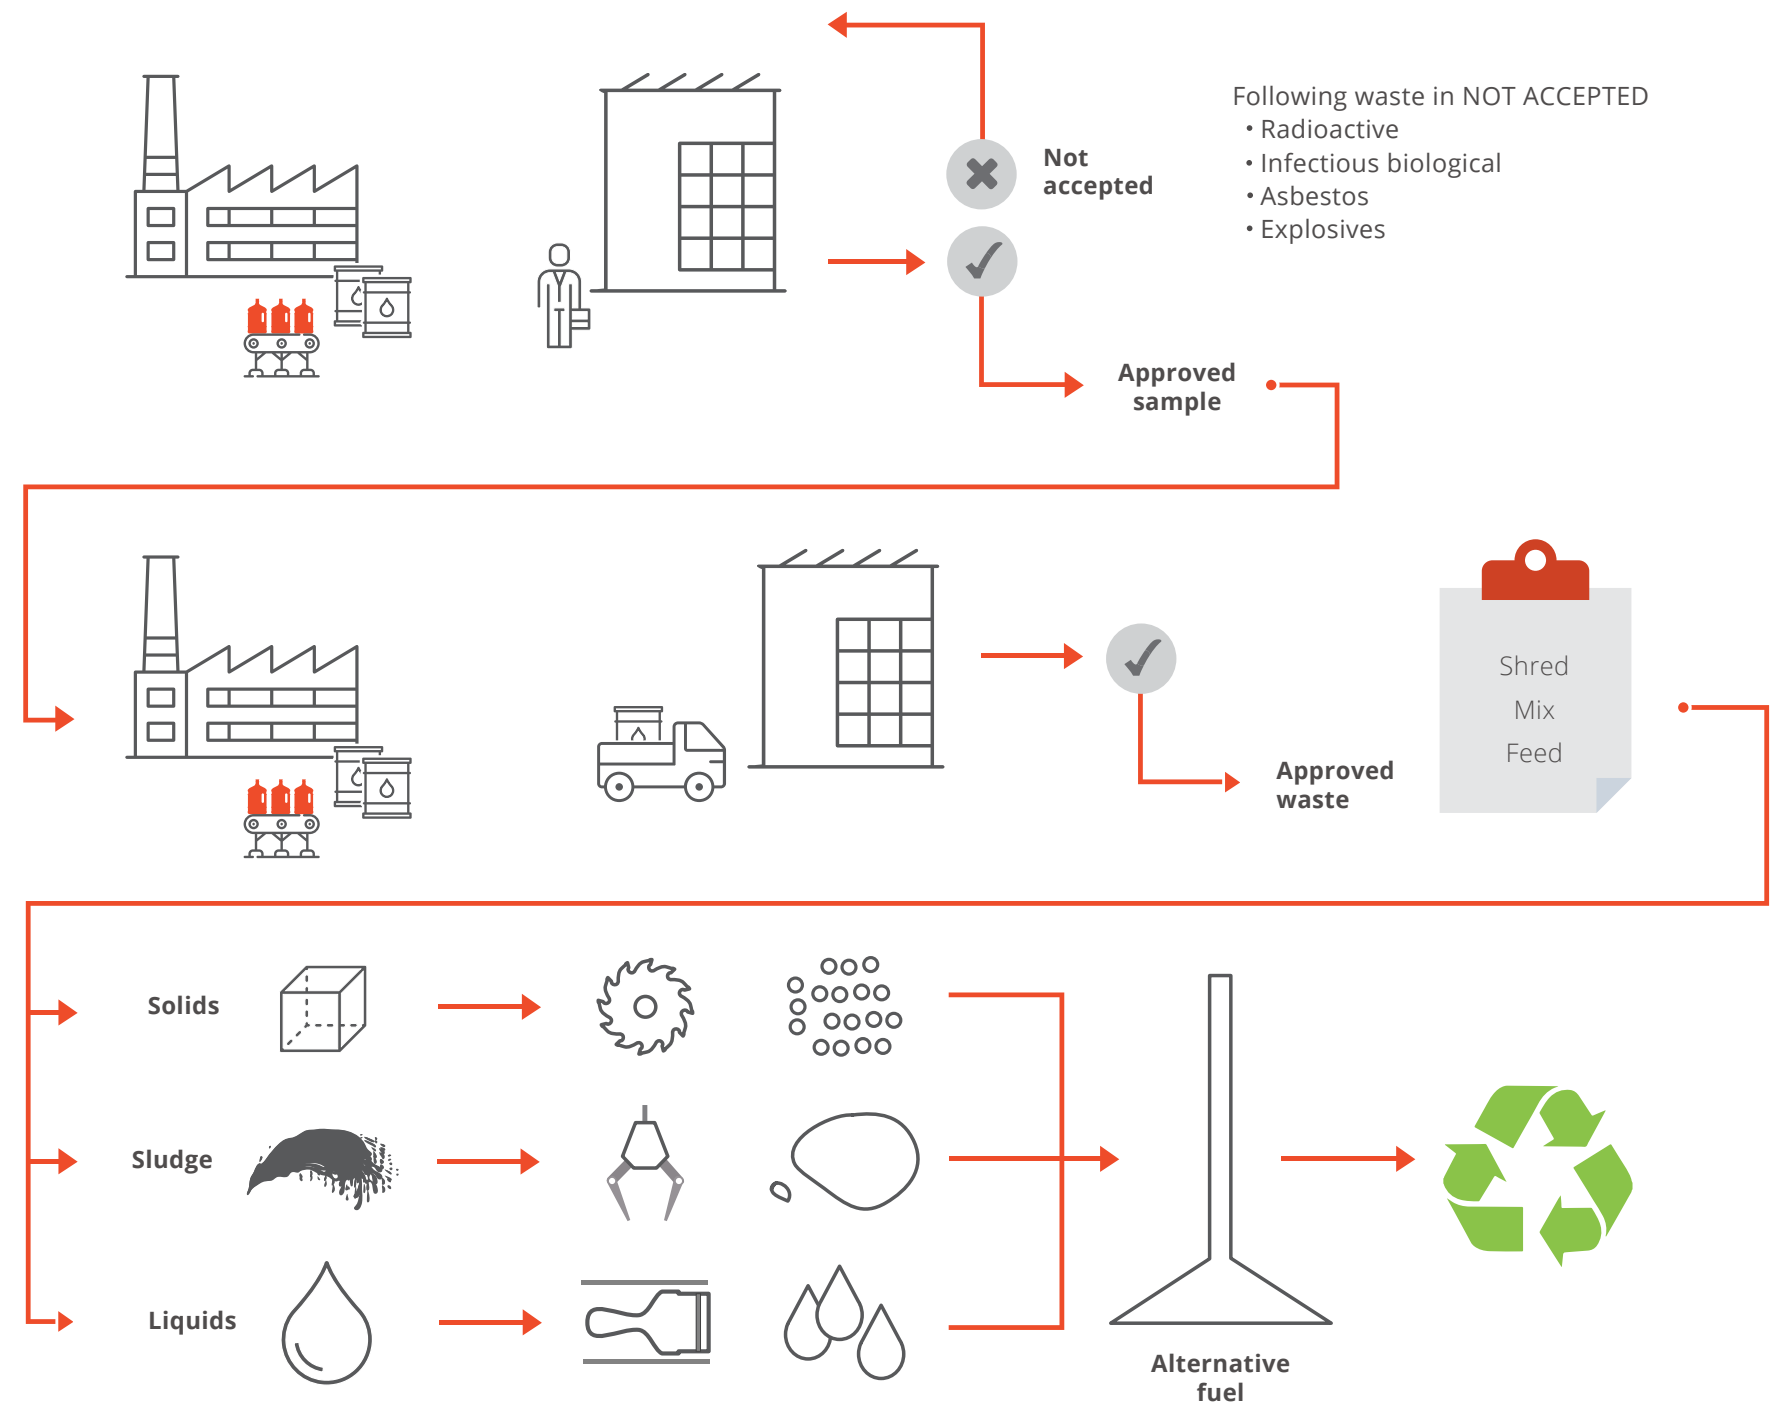 Following waste in NOT ACCEPTED
• Radioactive
• Infectious biological
• Asbestos
• Explosives
Not
accepted
Approved
sample
Shred
Mix
Feed
Approved
waste
Solids
Sludge
Liquids
Alternative
fuel